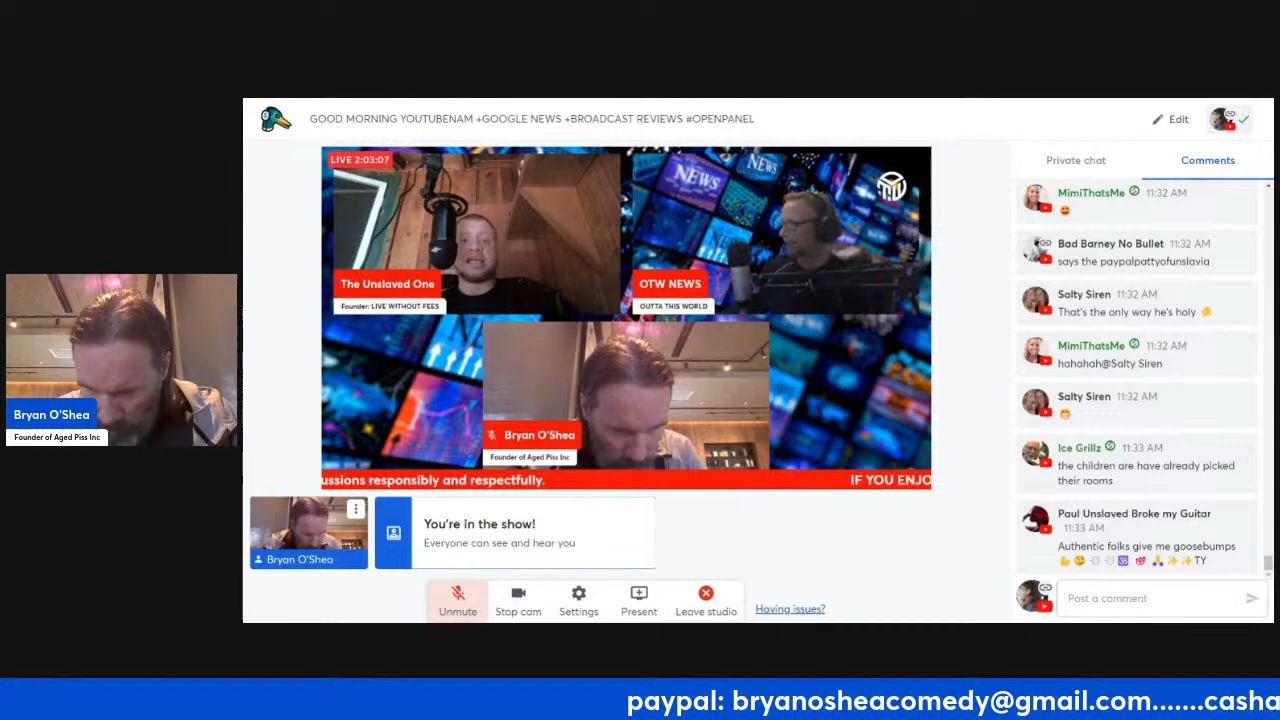 GOOD MORNING YOUTUBENAM +GOOGLE NEWS +BROADCAST REVIEWS #OPENPANEL
Edit
LIVE 2:03:07
NEWS
NEWS
NEWS
The Unslaved One
Founder: LIVE WITHOUT FEES
OTW NEWS
OUTTA THIS WORLD
Bryan O'Shea
Founder of Aged Piss Inc
ussions responsibly and respectfully.
IF YOU ENJO
Bryan O'Shea
Founder of Aged Piss Inc
Bryan O'Shea
You're in the show!
Everyone can see and hear you
Unmute
Stop cam
Settings
Present
Leave studio
Having issues?
Private chat
Comments
MimiThatsMe 11:32 AM
Bad Barney No Bullet 11:32 AM
says the paypalpattyofunslavia
Salty Siren 11:32 AM
That's the only way he's holy
MimiThatsMe 11:32 AM
hahahah@Salty Siren
Salty Siren 11:32 AM
Ice Grillz 11:33 AM
the children are have already picked
their rooms
Paul Unslaved Broke my Guitar
11:33 AM
Authentic folks give me goosebumps
TY
Post a comment
paypal: bryanosheacomedy@gmail.com.......casha